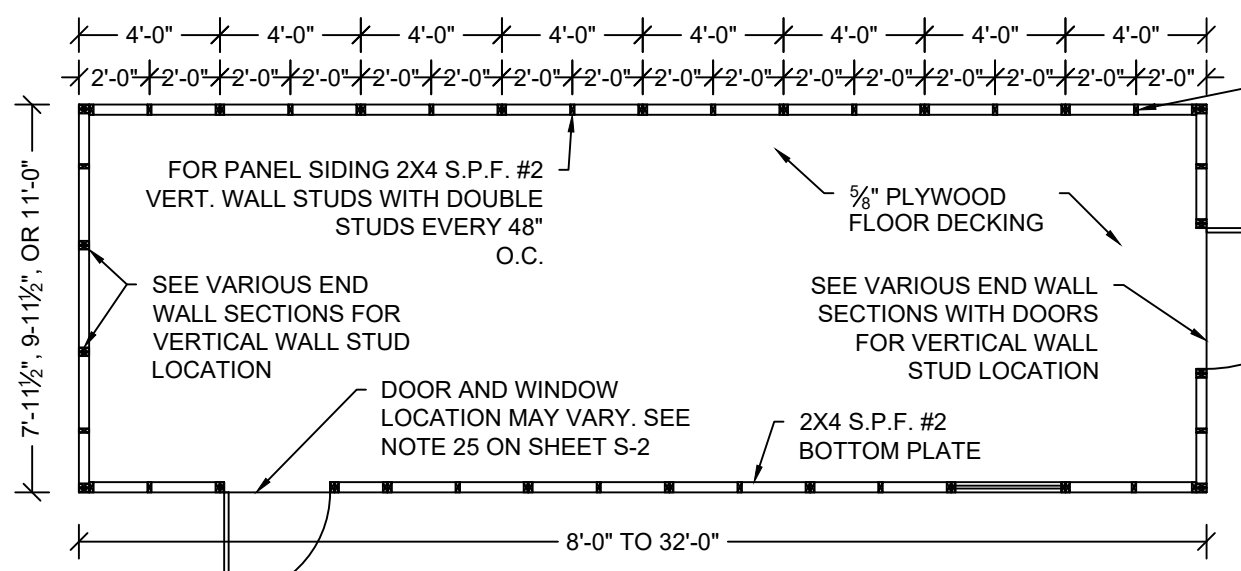 4'-0" 4'-0" 4'-0" 4'-0" 4'-0" 4'-0" 4'-0" 4'-0"
2'-0" 2'-0" 2'-0" 2'-0" 2'-0" 2'-0" 2'-0" 2'-0" 2'-0" 2'-0" 2'-0" 2'-0" 2'-0" 2'-0" 2'-0" 2'-0"
7'-11½", 9-11½", OR 11'-0"
FOR PANEL SIDING 2X4 S.P.F. #2
VERT. WALL STUDS WITH DOUBLE
STUDS EVERY 48"
O.C.
⅝" PLYWOOD
FLOOR DECKING
SEE VARIOUS END
WALL SECTIONS FOR
VERTICAL WALL STUD
LOCATION
SEE VARIOUS END WALL
SECTIONS WITH DOORS
FOR VERTICAL WALL
STUD LOCATION
DOOR AND WINDOW
LOCATION MAY VARY. SEE
NOTE 25 ON SHEET S-2
2X4 S.P.F. #2
BOTTOM PLATE
8'-0" TO 32'-0"